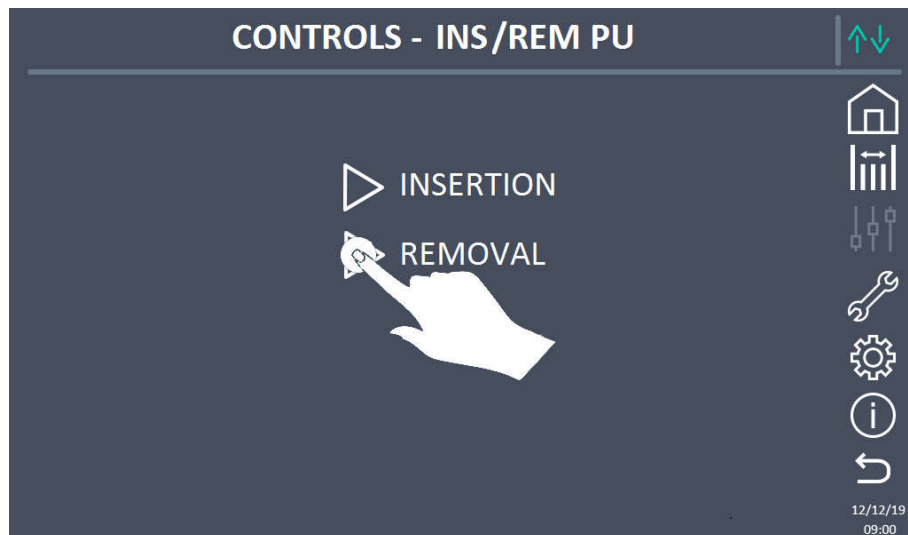 CONTROLS - INS/REM PU
INSERTION
REMOVAL
12/12/19
09:00